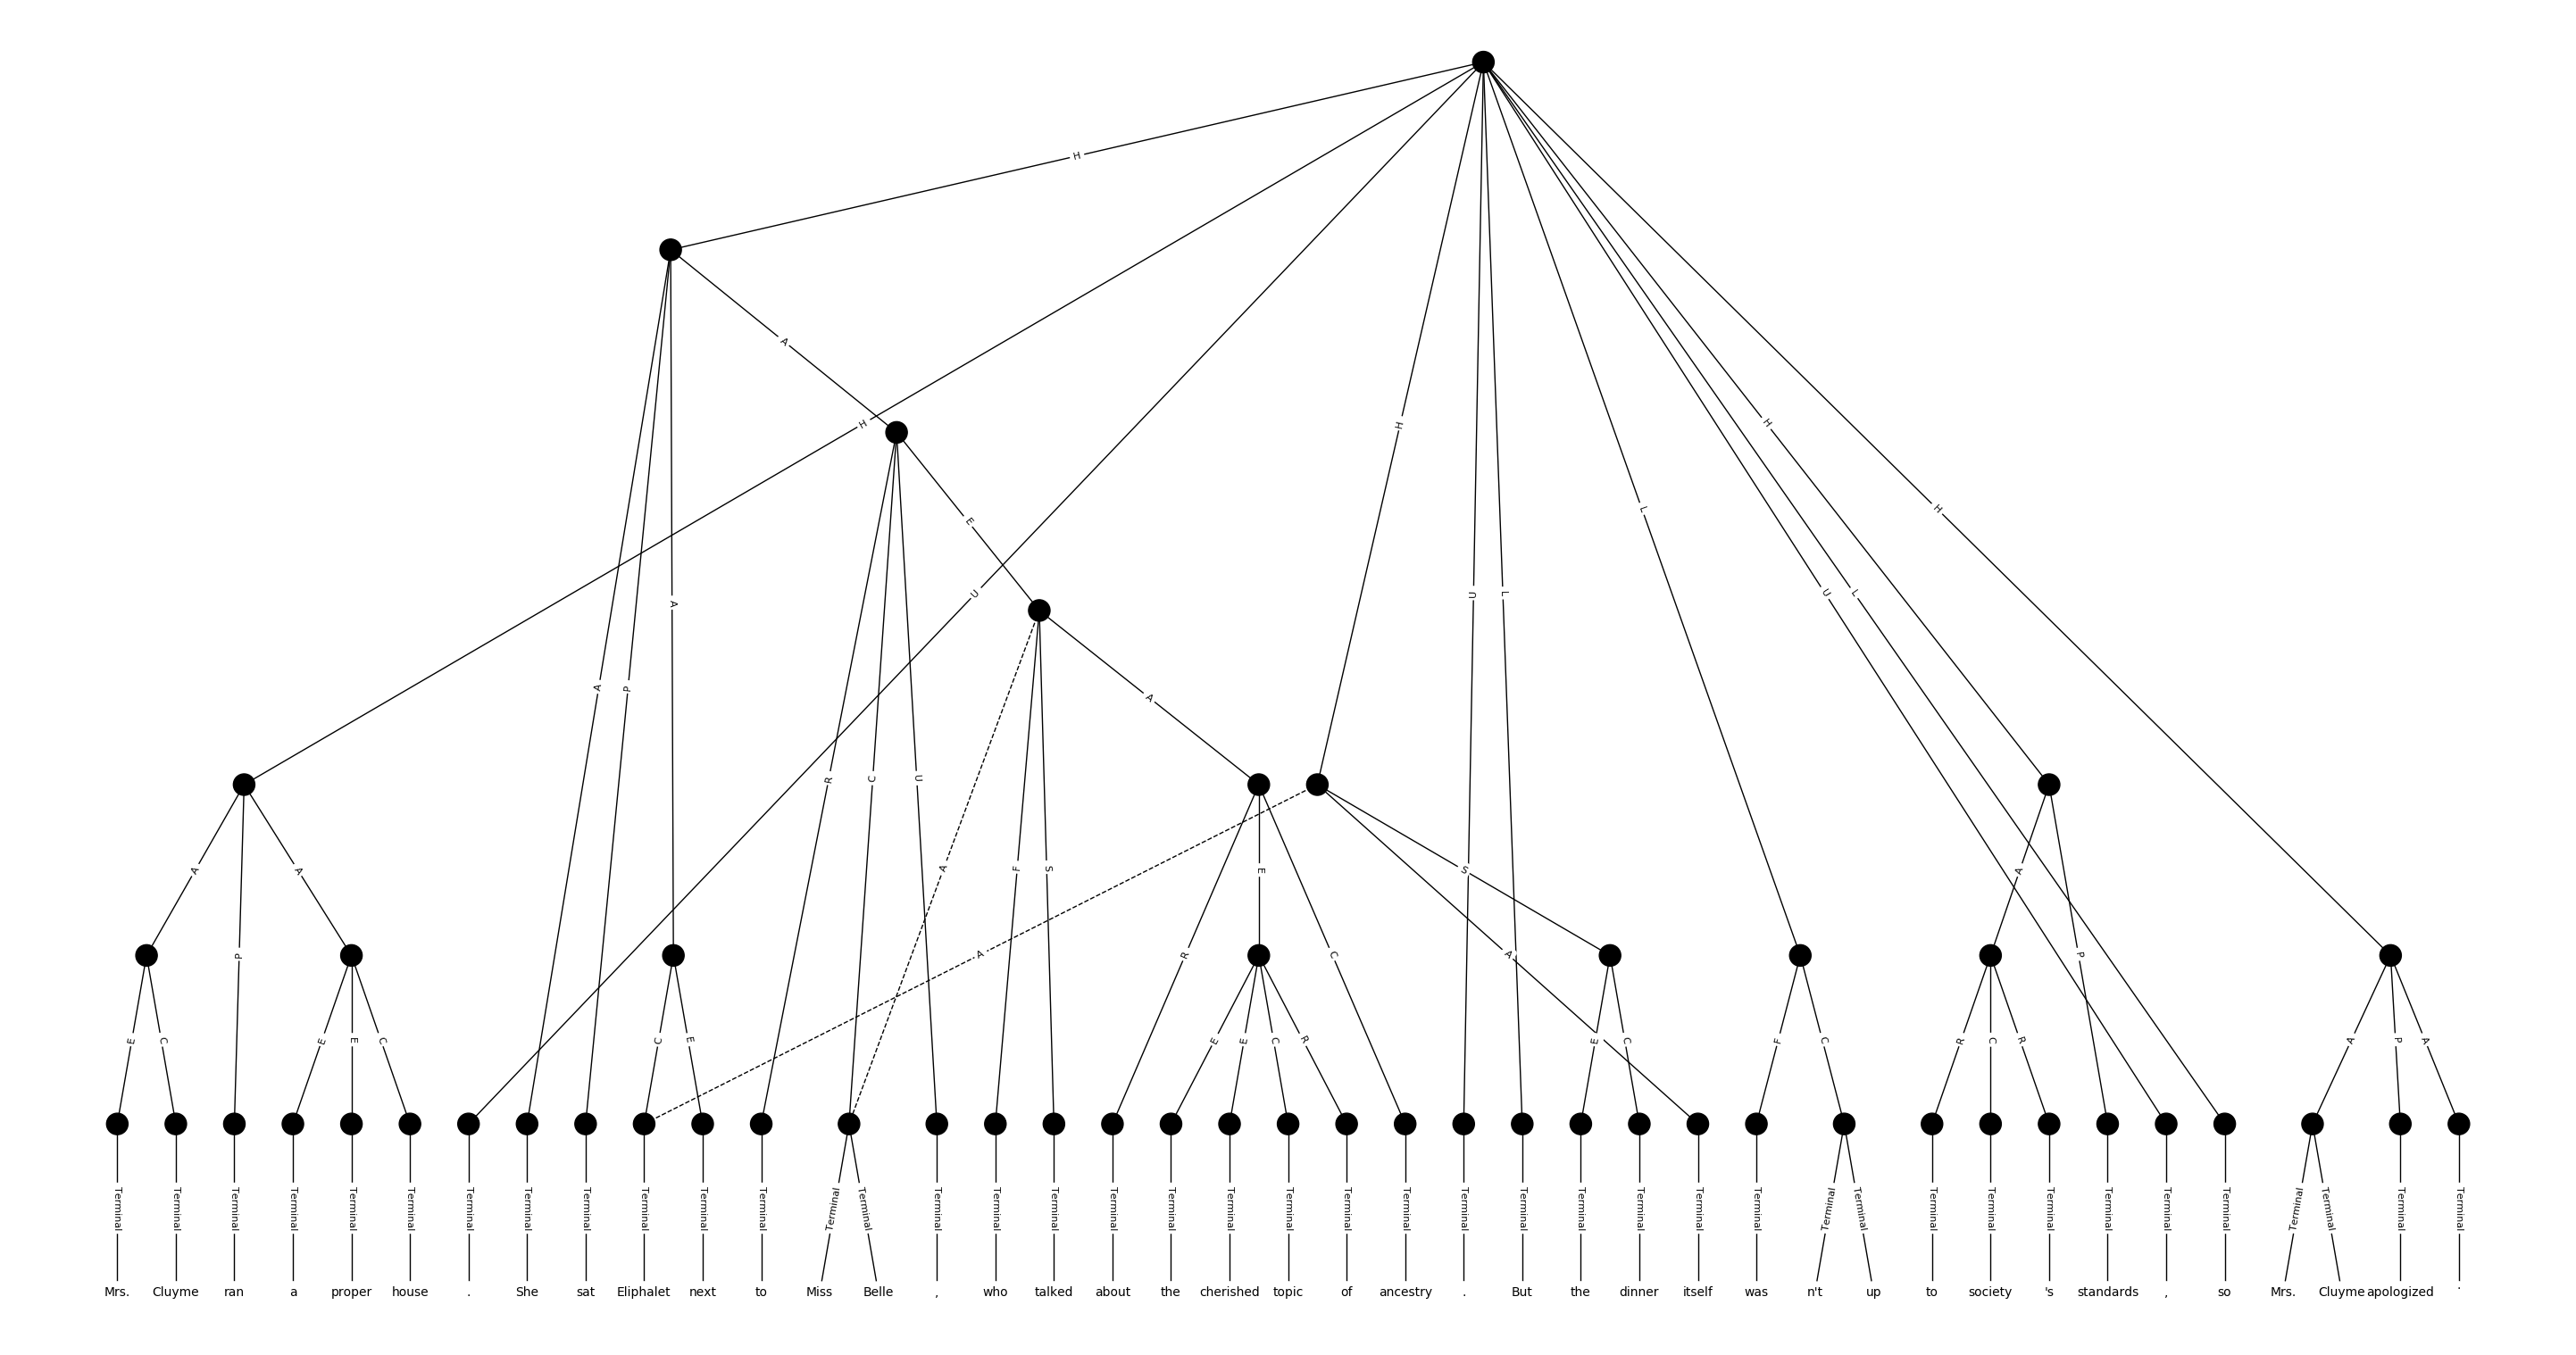 H
A
H
E
H
L
H
H
U
U
L
U
L
A
P
A
A
R
C
U
A
F
S
A
A
P
A
E
S
A
R
A
C
A
P
E
C
E
E
C
C
E
E
E
C
R
E
C
F
C
R
C
R
A
P
A
Terminal Terminal Terminal Terminal Terminal Terminal Terminal Terminal Terminal Terminal Terminal Terminal Terminal Terminal Terminal Terminal Terminal Terminal Terminal Terminal Terminal Terminal Terminal Terminal Terminal Terminal Terminal Terminal Terminal Terminal Terminal Terminal Terminal Terminal Terminal Terminal Terminal Terminal Terminal Terminal Terminal
Mrs. Cluyme ran a proper house . She sat Eliphalet next to Miss Belle , who talked about the cherished topic of ancestry . But the dinner itself was n't up to society 's standards , so Mrs. Cluyme apologized .